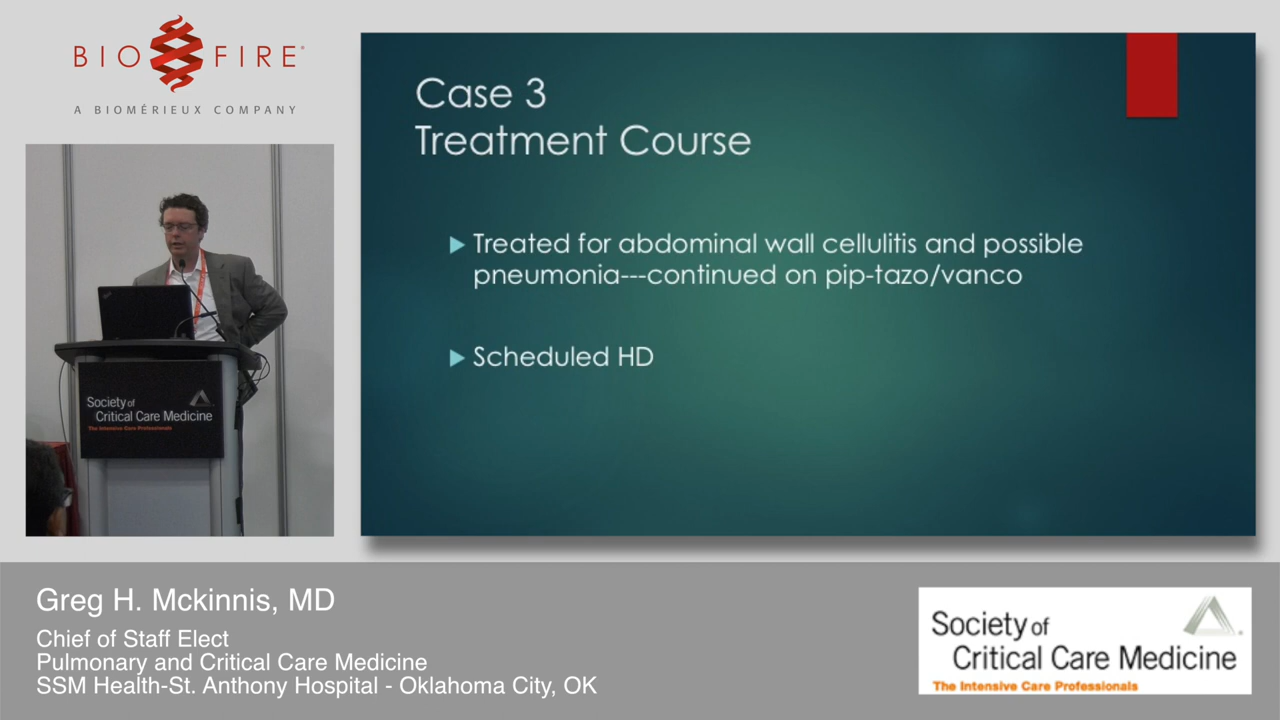 BIO FIRE®
A BIOMÉRIEUX COMPANY
Case 3
Treatment Course
Treated for abdominal wall cellulitis and possible
pneumonia---continued on pip-tazo/vanco
Scheduled HD
Society of
Critical Care Medicine
The Intensive Care Professionals
Greg H. Mckinnis, MD
Chief of Staff Elect
Pulmonary and Critical Care Medicine
SSM Health-St. Anthony Hospital - Oklahoma City, OK
Society of
Critical Care Medicine
The Intensive Care Professionals